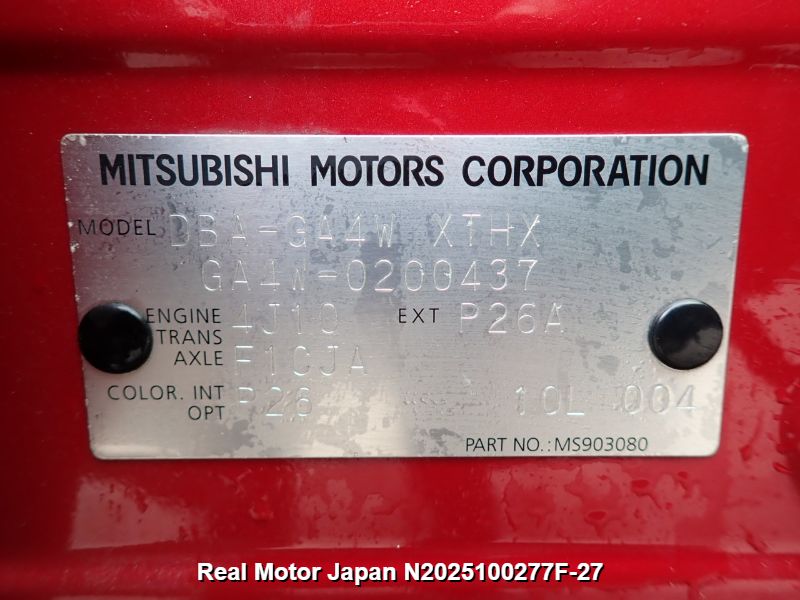 MITSUBISHI MOTORS CORPORATION
MODEL DBA-GA4W XTHX
GA4W-0200437
ENGINE 4J10 EXT P26A
TRANS
AXLE F1CJA
COLOR. INT P26 10L 004
OPT
PART NO.:MS903080
Real Motor Japan N2025100277F-27